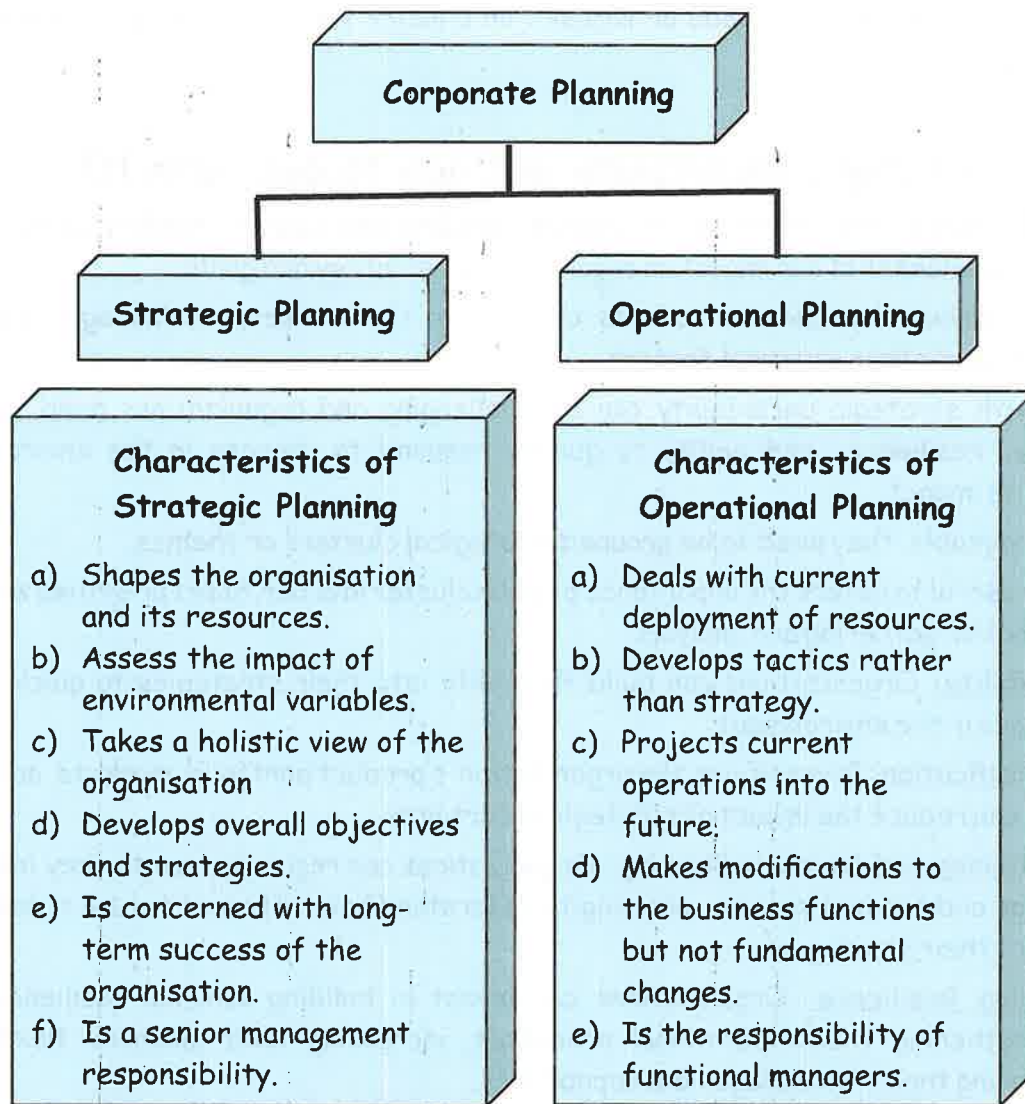 Corporate Planning
Strategic Planning
Operational Planning
Characteristics of
Strategic Planning
a) Shapes the organisation
and its resources.
b) Assess the impact of
environmental variables.
c) Takes a holistic view of the
organisation
d) Develops overall objectives
and strategies.
e) Is concerned with long-
term success of the
organisation.
f) Is a senior management
responsibility.
Characteristics of
Operational Planning
a) Deals with current
deployment of resources.
b) Develops tactics rather
than strategy.
c) Projects current
operations into the
future.
d) Makes modifications to
the business functions
but not fundamental
changes
e) Is the responsibility of
functional managers.